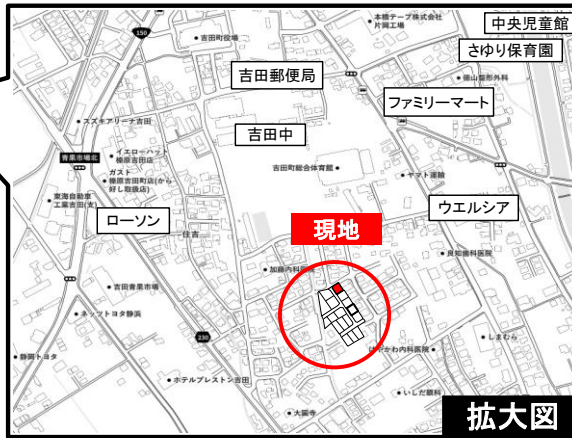 中央児童館
本橋テープ株式会社
片岡工場
150
吉田町役場
さゆり保育園
吉田郵便局
徳山整形外科
ファミリーマート
スズキアリーナ吉田
吉田中
青果市場北
イエローハット
榛原吉田店
吉田町総合体育館
ガスト
榛原吉田町店(から
好し取扱店)
ヤマト運輸
東海自動車
工業吉田(支)
ローソン
ウエルシア
住吉
現地
良知歯科医院
加藤内科医院
吉田青果市場
ネッツトヨタ静浜
230
しまむら
はやかわ内科医院
静岡トヨタ
ホテルプレストン吉田
いしだ眼科
大圓寺
拡大図